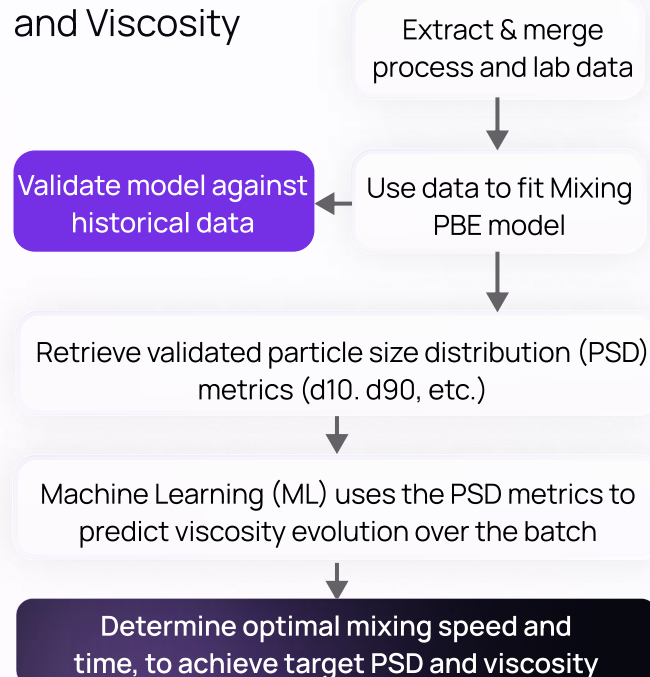 and Viscosity
Extract & merge
process and lab data
Validate model against
historical data
Use data to fit Mixing
PBE model
Retrieve validated particle size distribution (PSD)
metrics (d10. d90, etc.)
Machine Learning (ML) uses the PSD metrics to
predict viscosity evolution over the batch
Determine optimal mixing speed and
time, to achieve target PSD and viscosity